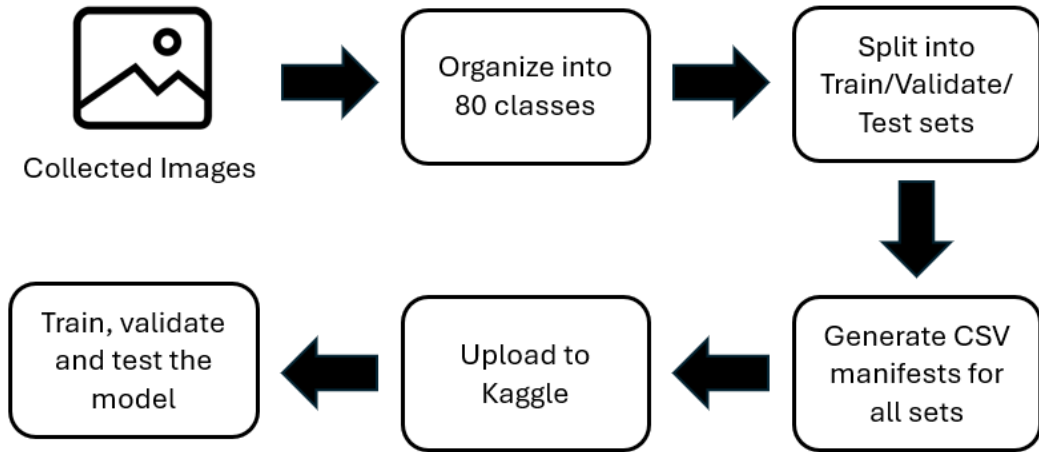 Collected Images
Organize into
80 classes
Split into
Train/Validate/
Test sets
Generate CSV
manifests for
all sets
Upload to
Kaggle
Train, validate
and test the
model